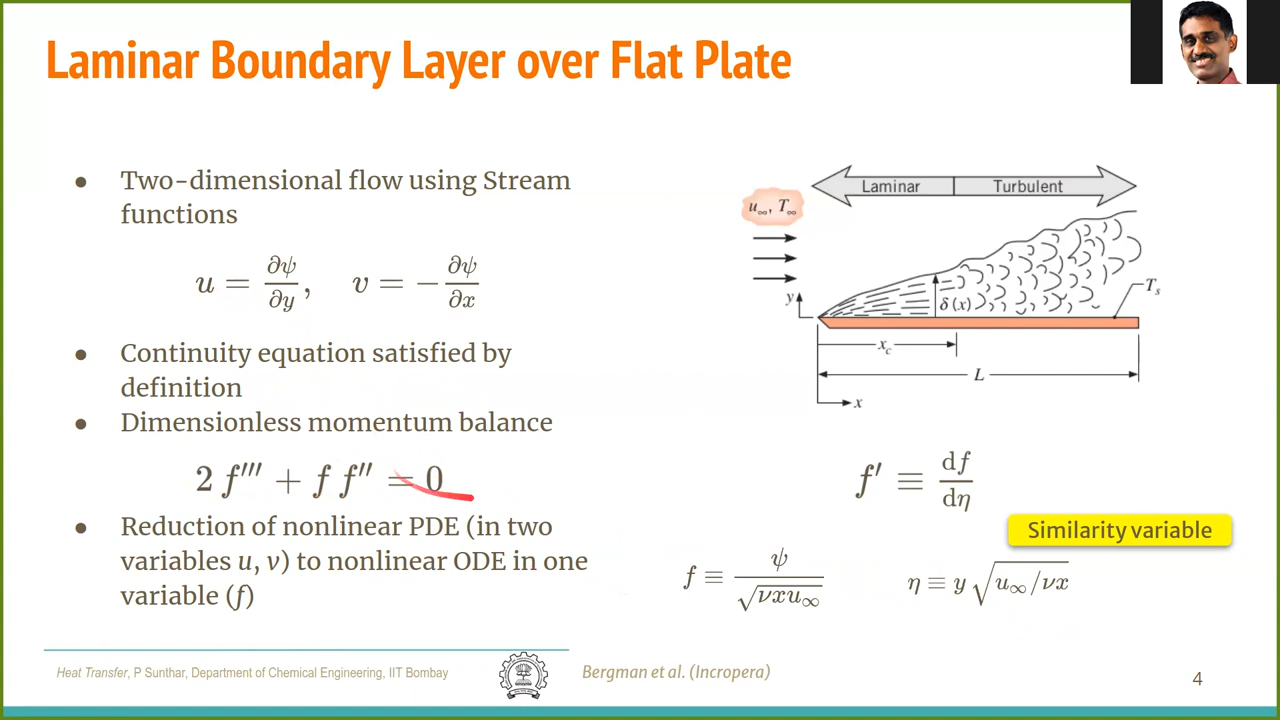 Laminar Boundary Layer over Flat Plate
● Two-dimensional flow using Stream
functions
u = ∂ψ/∂y, v = − ∂ψ/∂x
● Continuity equation satisfied by
definition
● Dimensionless momentum balance
2 f′′′ + f f′′ = 0
● Reduction of nonlinear PDE (in two
variables u, v) to nonlinear ODE in one
variable (f)
Laminar Turbulent
u∞, T∞
y
δ(x)
Ts
xc
L
x
f′ ≡ df/dη
Similarity variable
f ≡ ψ/√(νxu∞) η ≡ y √(u∞/νx)
Heat Transfer, P Sunthar, Department of Chemical Engineering, IIT Bombay
Bergman et al. (Incropera)
4